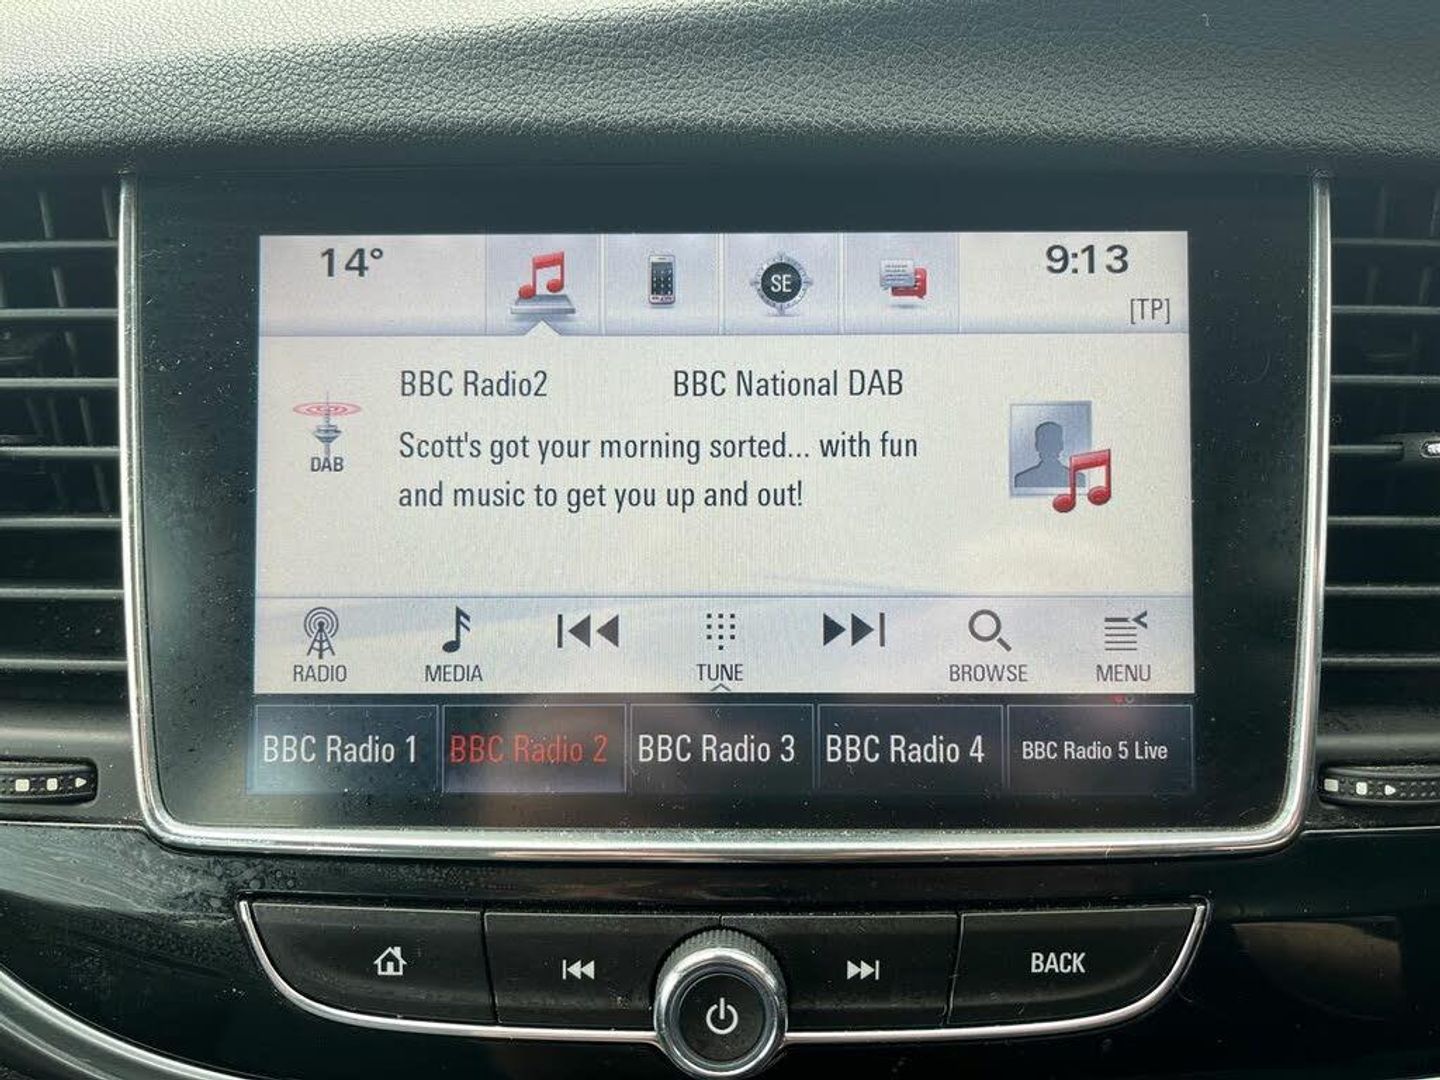 14°
SE
9:13
[TP]
BBC Radio2
BBC National DAB
DAB
Scott's got your morning sorted... with fun
and music to get you up and out!
RADIO
MEDIA
TUNE
BROWSE
MENU
BBC Radio 1
BBC Radio 2
BBC Radio 3
BBC Radio 4
BBC Radio 5 Live
BACK